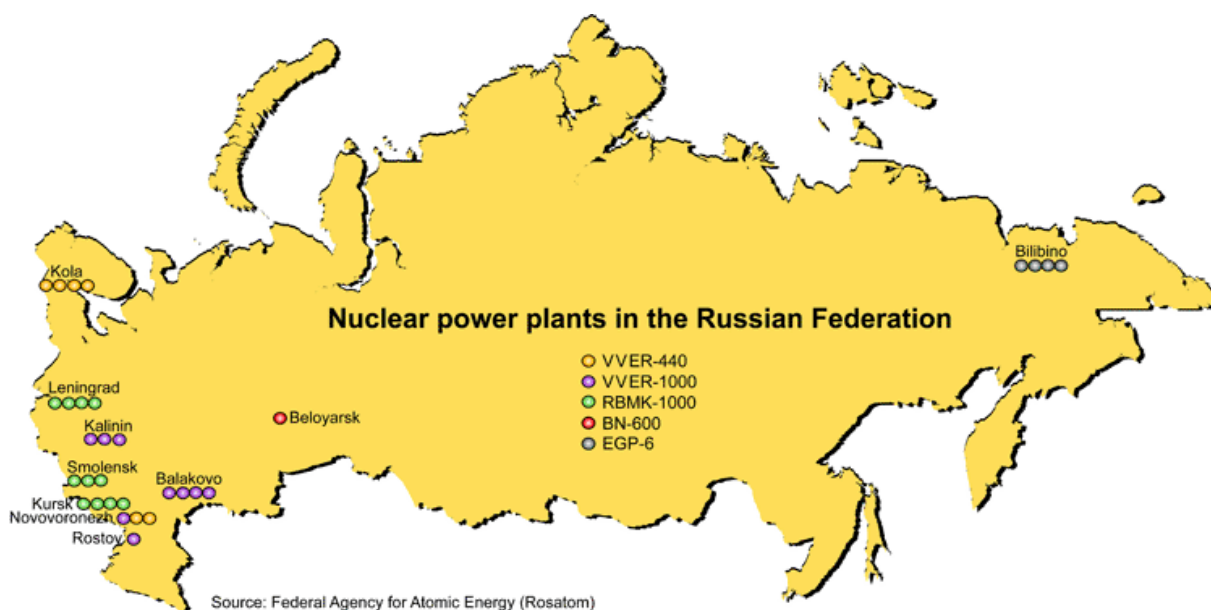 Kola
Bilibino
Nuclear power plants in the Russian Federation
VVER-440
VVER-1000
RBMK-1000
BN-600
EGP-6
Leningrad
Kalinin
Beloyarsk
Smolensk
Balakovo
Kursk
Novovoronezh
Rostov
Source: Federal Agency for Atomic Energy (Rosatom)